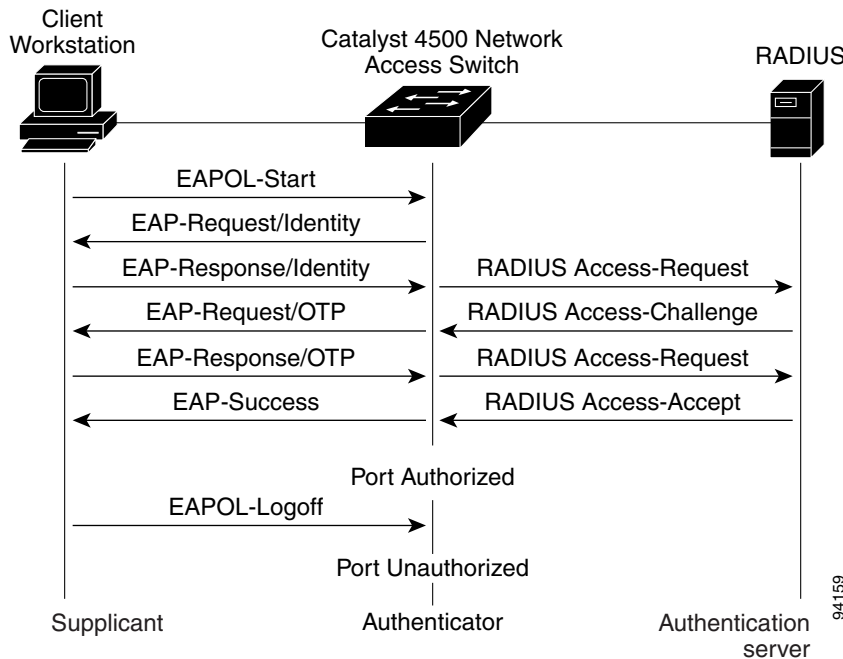 Client
Workstation
Catalyst 4500 Network
Access Switch
RADIUS
EAPOL-Start
EAP-Request/Identity
EAP-Response/Identity
RADIUS Access-Request
EAP-Request/OTP
RADIUS Access-Challenge
EAP-Response/OTP
RADIUS Access-Request
EAP-Success
RADIUS Access-Accept
Port Authorized
EAPOL-Logoff
Port Unauthorized
Supplicant
Authenticator
Authentication
server
94159